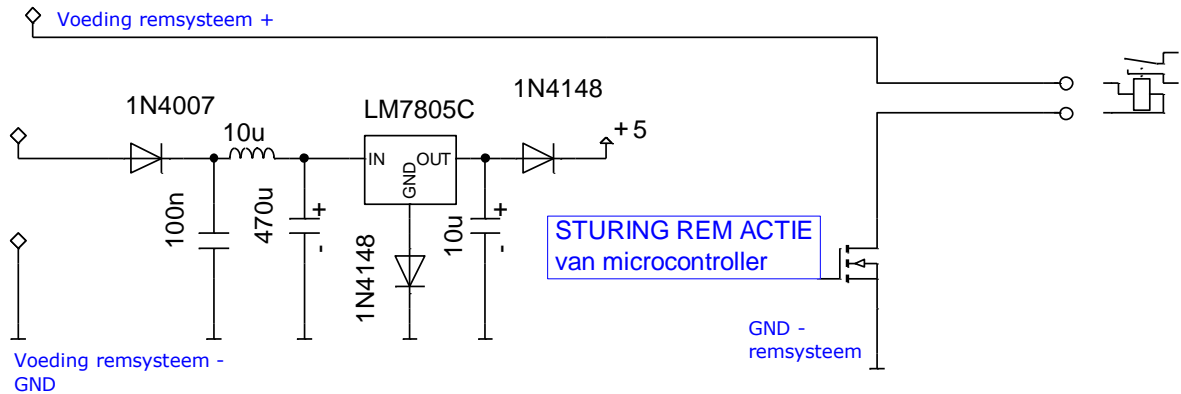 Voeding remsysteem +
1N4007
10u
LM7805C
1N4148
+5
IN
OUT
GND
100n
470u
+
-
1N4148
10u
+
-
STURING REM ACTIE
van microcontroller
GND -
remsysteem
Voeding remsysteem -
GND